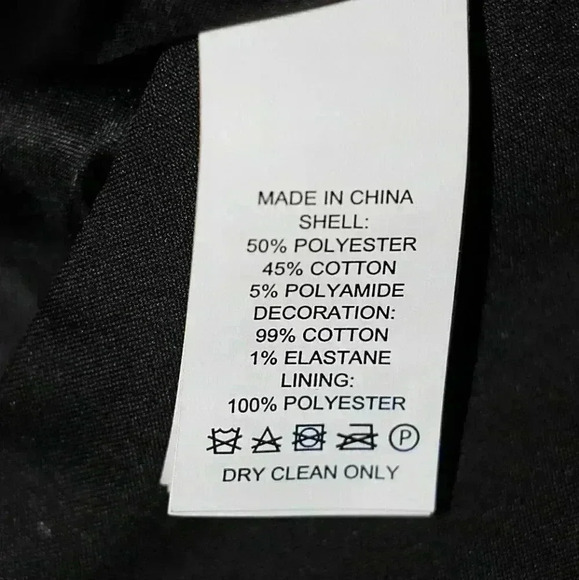 MADE IN CHINA
SHELL:
50% POLYESTER
45% COTTON
5% POLYAMIDE
DECORATION:
99% COTTON
1% ELASTANE
LINING:
100% POLYESTER
P
DRY CLEAN ONLY